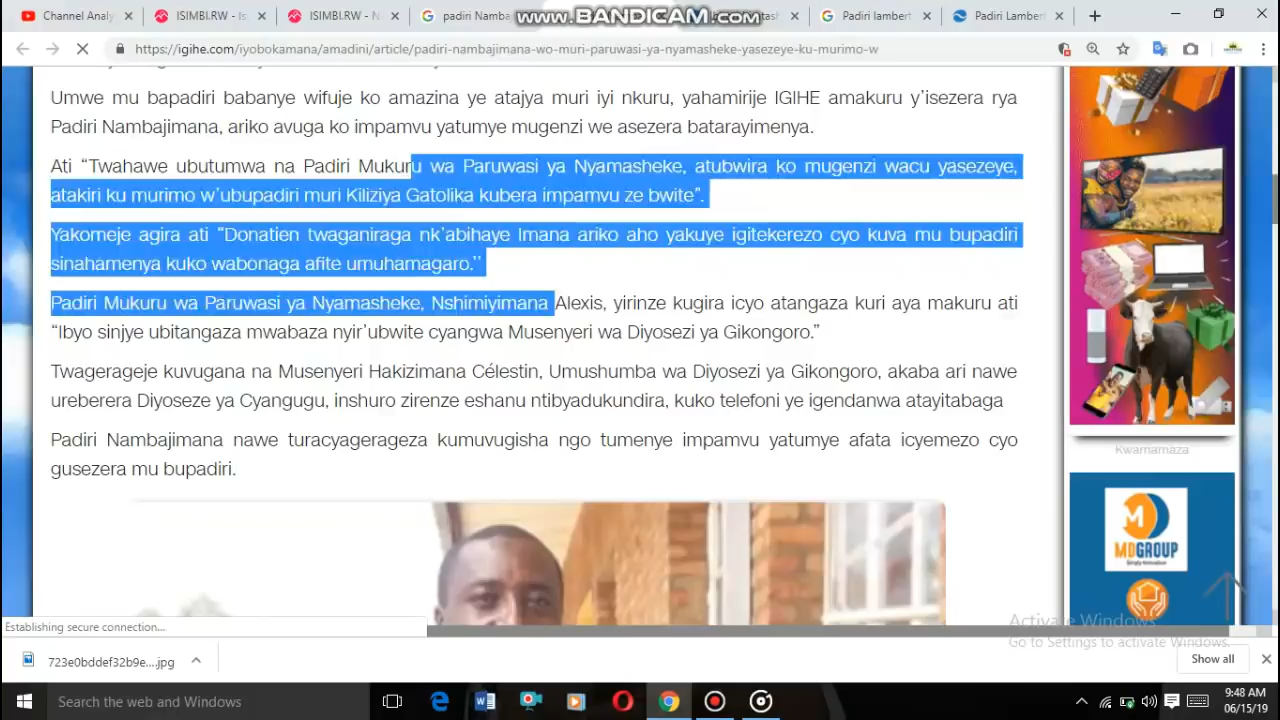 Channel Analy
ISIMBI.RW - Is
ISIMBI.RW - N
padiri Namba
www.BANDICAM.com
Padiri lambert
Padiri Lamberi
https://igihe.com/iyobokamana/amadini/article/padiri-nambajimana-wo-muri-paruwasi-ya-nyamasheke-yasezeye-ku-murimo-w
Umwe mu bapadiri babanye wifuje ko amazina ye atajya muri iyi nkuru, yahamirije IGIHE amakuru y'isezera rya
Padiri Nambajimana, ariko avuga ko impamvu yatumye mugenzi we asezera batarayimenya.
Ati “Twahawe ubutumwa na Padiri Mukuru wa Paruwasi ya Nyamasheke, atubwira ko mugenzi wacu yasezeye,
atakiri ku murimo w'ubupadiri muri Kiliziya Gatolika kubera impamvu ze bwite”.
Yakomeje agira ati “Donatien twaganiraga nk'abihaye Imana ariko aho yakuye igitekerezo cyo kuva mu bupadiri
sinahamenya kuko wabonaga afite umuhamagaro.’’
Padiri Mukuru wa Paruwasi ya Nyamasheke, Nshimiyimana Alexis, yirinze kugira icyo atangaza kuri aya makuru ati
“Ibyo sinjye ubitangaza mwabaza nyir'ubwite cyangwa Musenyeri wa Diyosezi ya Gikongoro.”
Twagerageje kuvugana na Musenyeri Hakizimana Célestin, Umushumba wa Diyosezi ya Gikongoro, akaba ari nawe
ureberera Diyoseze ya Cyangugu, inshuro zirenze eshanu ntibyadukundira, kuko telefoni ye igendanwa atayitabaga
Padiri Nambajimana nawe turacyagerageza kumuvugisha ngo tumenye impamvu yatumye afata icyemezo cyo
gusezera mu bupadiri.
Kwamamaza
MDGROUP
Simply Innovative
Establishing secure connection...
Activate Windows
Go to Settings to activate Windows.
723e0bddef32b9e....jpg
Show all
Search the web and Windows
9:48 AM
06/15/19